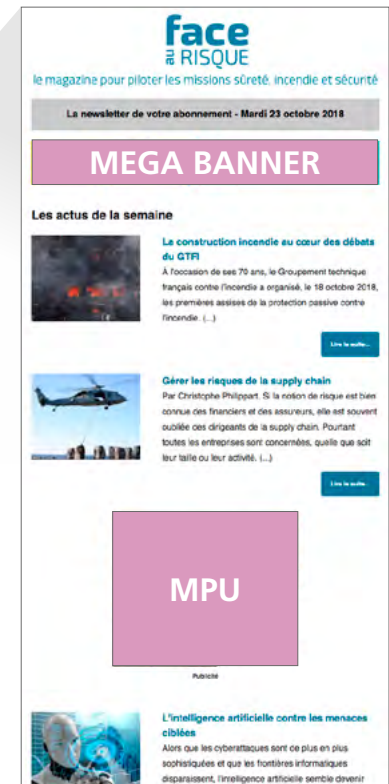 face
AU RISQUE
le magazine pour piloter les missions sûreté, incendie et sécurité
La newsletter de votre abonnement - Mardi 23 octobre 2018
MEGA BANNER
Les actus de la semaine
La construction incendie au cœur des débats
du GTFI
À l'occasion de ses 70 ans, le Groupement technique
français contre l'incendie a organisé, le 18 octobre 2018,
les premières assises de la protection passive contre
l'incendie. (...)
Lire la suite...
Gérer les risques de la supply chain
Par Christophe Philippart. Si la notion de risque est bien
connue des financiers et des assureurs, elle est souvent
oubliée des dirigeants de la supply chain. Pourtant
toutes les entreprises sont concernées, quelle que soit
leur taille ou leur activité. (...)
Lire la suite...
MPU
Publicité
L'intelligence artificielle contre les menaces
ciblées
Alors que les cyberattaques sont de plus en plus
sophistiquées et que les frontières informatiques
disparaissent, l'intelligence artificielle semble devenir